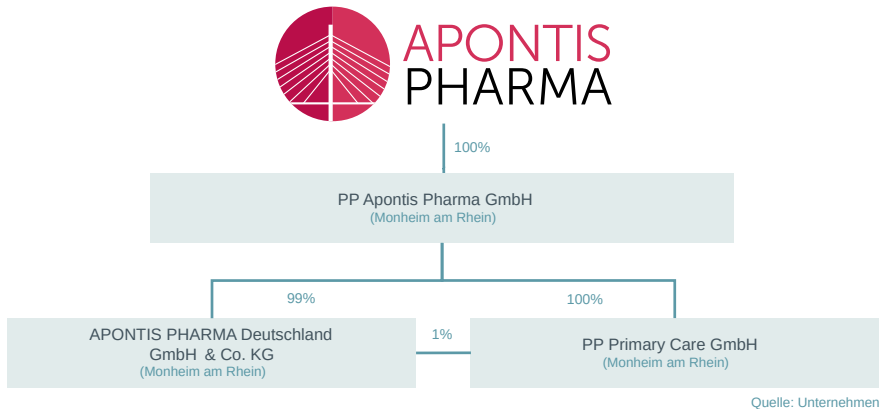 APONTIS
PHARMA
100%
PP Apontis Pharma GmbH
(Monheim am Rhein)
99%
100%
APONTIS PHARMA Deutschland
GmbH & Co. KG
(Monheim am Rhein)
1%
PP Primary Care GmbH
(Monheim am Rhein)
Quelle: Unternehmen